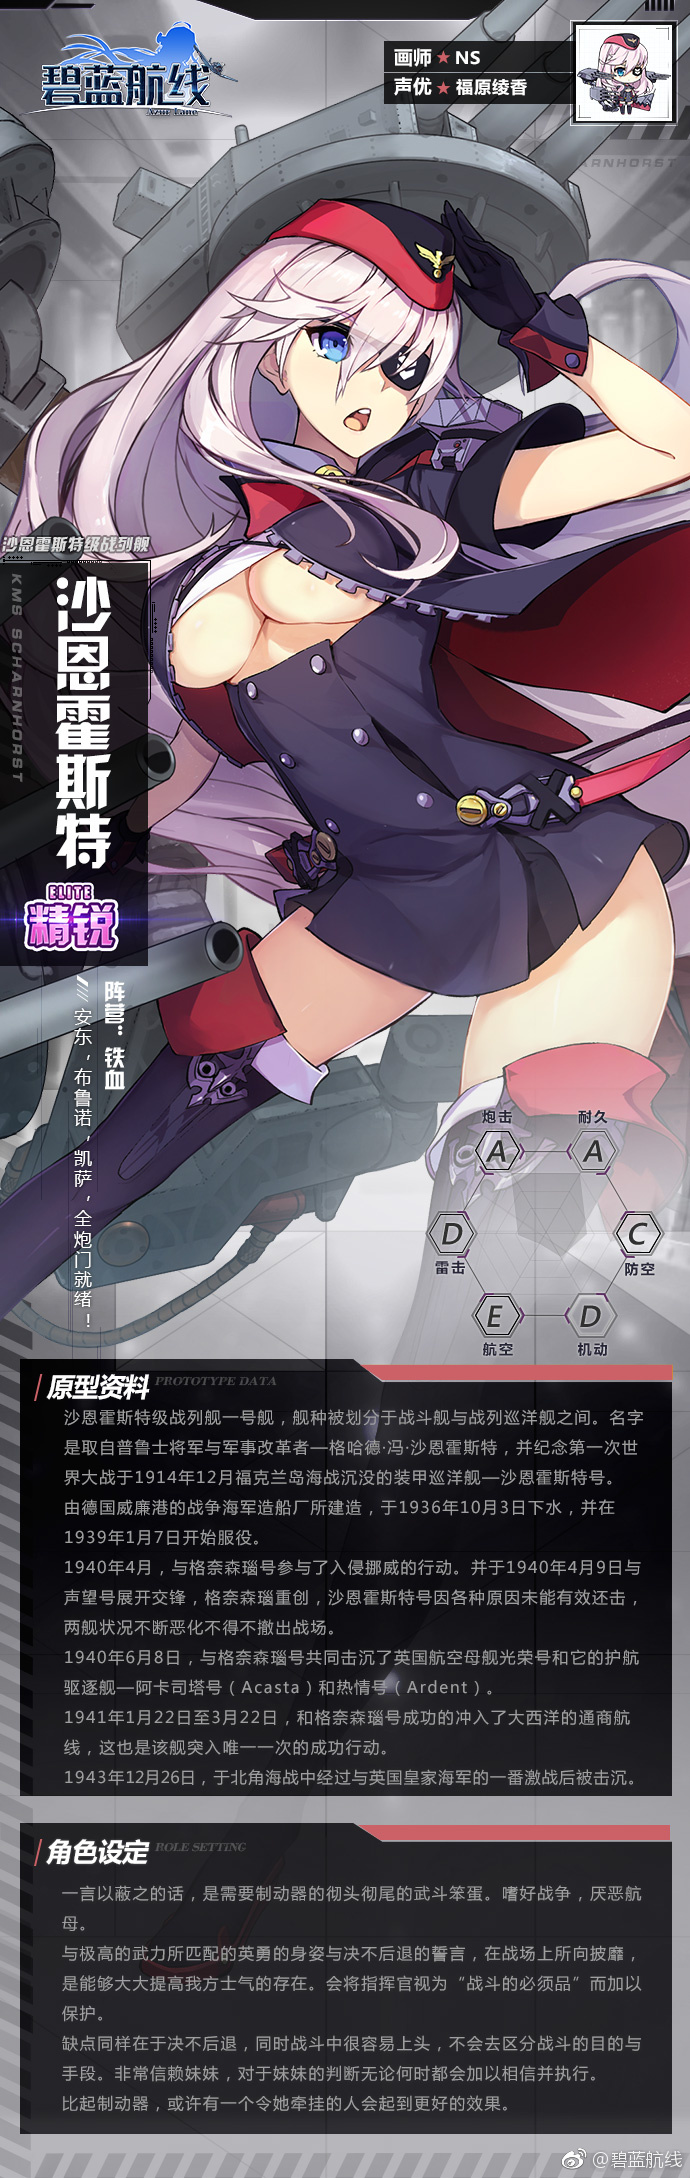 碧蓝航线
Azur Lane
画师★NS
声优★福原绫香
沙恩霍斯特级战列舰
KMS SCHARNHORST
沙恩霍斯特
ELITE
精锐
阵营：铁血
安东，布鲁诺，凯萨，全炮门就绪！
炮击 A
耐久 A
雷击 D
防空 C
航空 E
机动 D
原型资料 PROTOTYPE DATA
沙恩霍斯特级战列舰一号舰，舰种被划分于战斗舰与战列巡洋舰之间。名字
是取自普鲁士将军与军事改革者—格哈德·冯·沙恩霍斯特，并纪念第一次世
界大战于1914年12月福克兰岛海战沉没的装甲巡洋舰—沙恩霍斯特号。
由德国威廉港的战争海军造船厂所建造，于1936年10月3日下水，并在
1939年1月7日开始服役。
1940年4月，与格奈森瑙号参与了入侵挪威的行动。并于1940年4月9日与
声望号展开交锋，格奈森瑙重创，沙恩霍斯特号因各种原因未能有效还击，
两舰状况不断恶化不得不撤出战场。
1940年6月8日，与格奈森瑙号共同击沉了英国航空母舰光荣号和它的护航
驱逐舰—阿卡司塔号（Acasta）和热情号（Ardent）。
1941年1月22日至3月22日，和格奈森瑙号成功的冲入了大西洋的通商航
线，这也是该舰突入唯一一次的成功行动。
1943年12月26日，于北角海战中经过与英国皇家海军的一番激战后被击沉。
角色设定 ROLE SETTING
一言以蔽之的话，是需要制动器的彻头彻尾的武斗笨蛋。嗜好战争，厌恶航
母。
与极高的武力所匹配的英勇的身姿与决不后退的誓言，在战场上所向披靡，
是能够大大提高我方士气的存在。会将指挥官视为“战斗的必须品”而加以
保护。
缺点同样在于决不后退，同时战斗中很容易上头，不会去区分战斗的目的与
手段。非常信赖妹妹，对于妹妹的判断无论何时都会加以相信并执行。
比起制动器，或许有一个令她牵挂的人会起到更好的效果。
@碧蓝航线